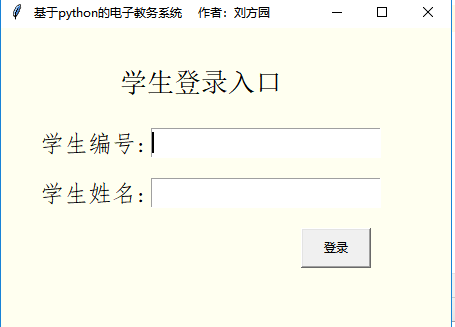 基于python的电子教务系统 作者：刘方园
学生登录入口
学生编号:
学生姓名:
登录